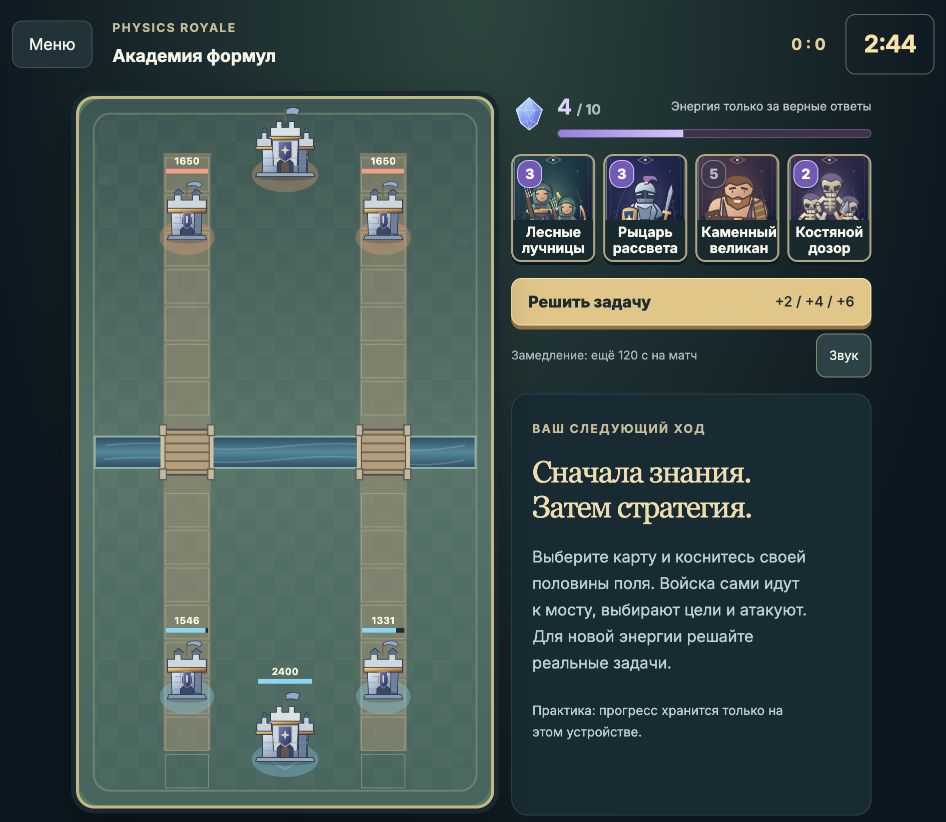 Меню
PHYSICS ROYALE
Академия формул
0 : 0
2:44
4 / 10
Энергия только за верные ответы
3
3
5
2
Лесные
лучницы
Рыцарь
рассвета
Каменный
великан
Костяной
дозор
Решить задачу
+2 / +4 / +6
Замедление: ещё 120 с на матч
Звук
ВАШ СЛЕДУЮЩИЙ ХОД
Сначала знания.
Затем стратегия.
Выберите карту и коснитесь своей
половины поля. Войска сами идут
к мосту, выбирают цели и атакуют.
Для новой энергии решайте
реальные задачи.
Практика: прогресс хранится только на
этом устройстве.
1650
1650
1546
1331
2400